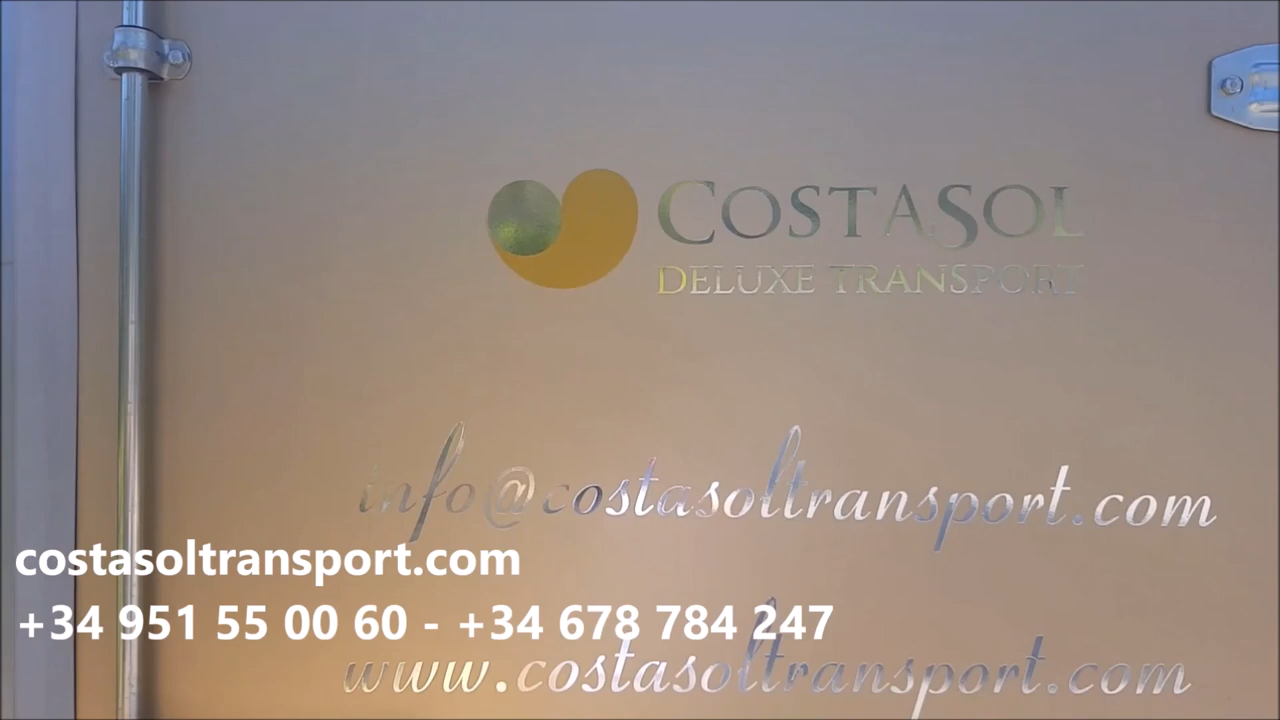 COSTASOL
DELUXE TRANSPORT
info@costasoltransport.com
costasoltransport.com
+34 951 55 00 60 - +34 678 784 247
www.costasoltransport.com